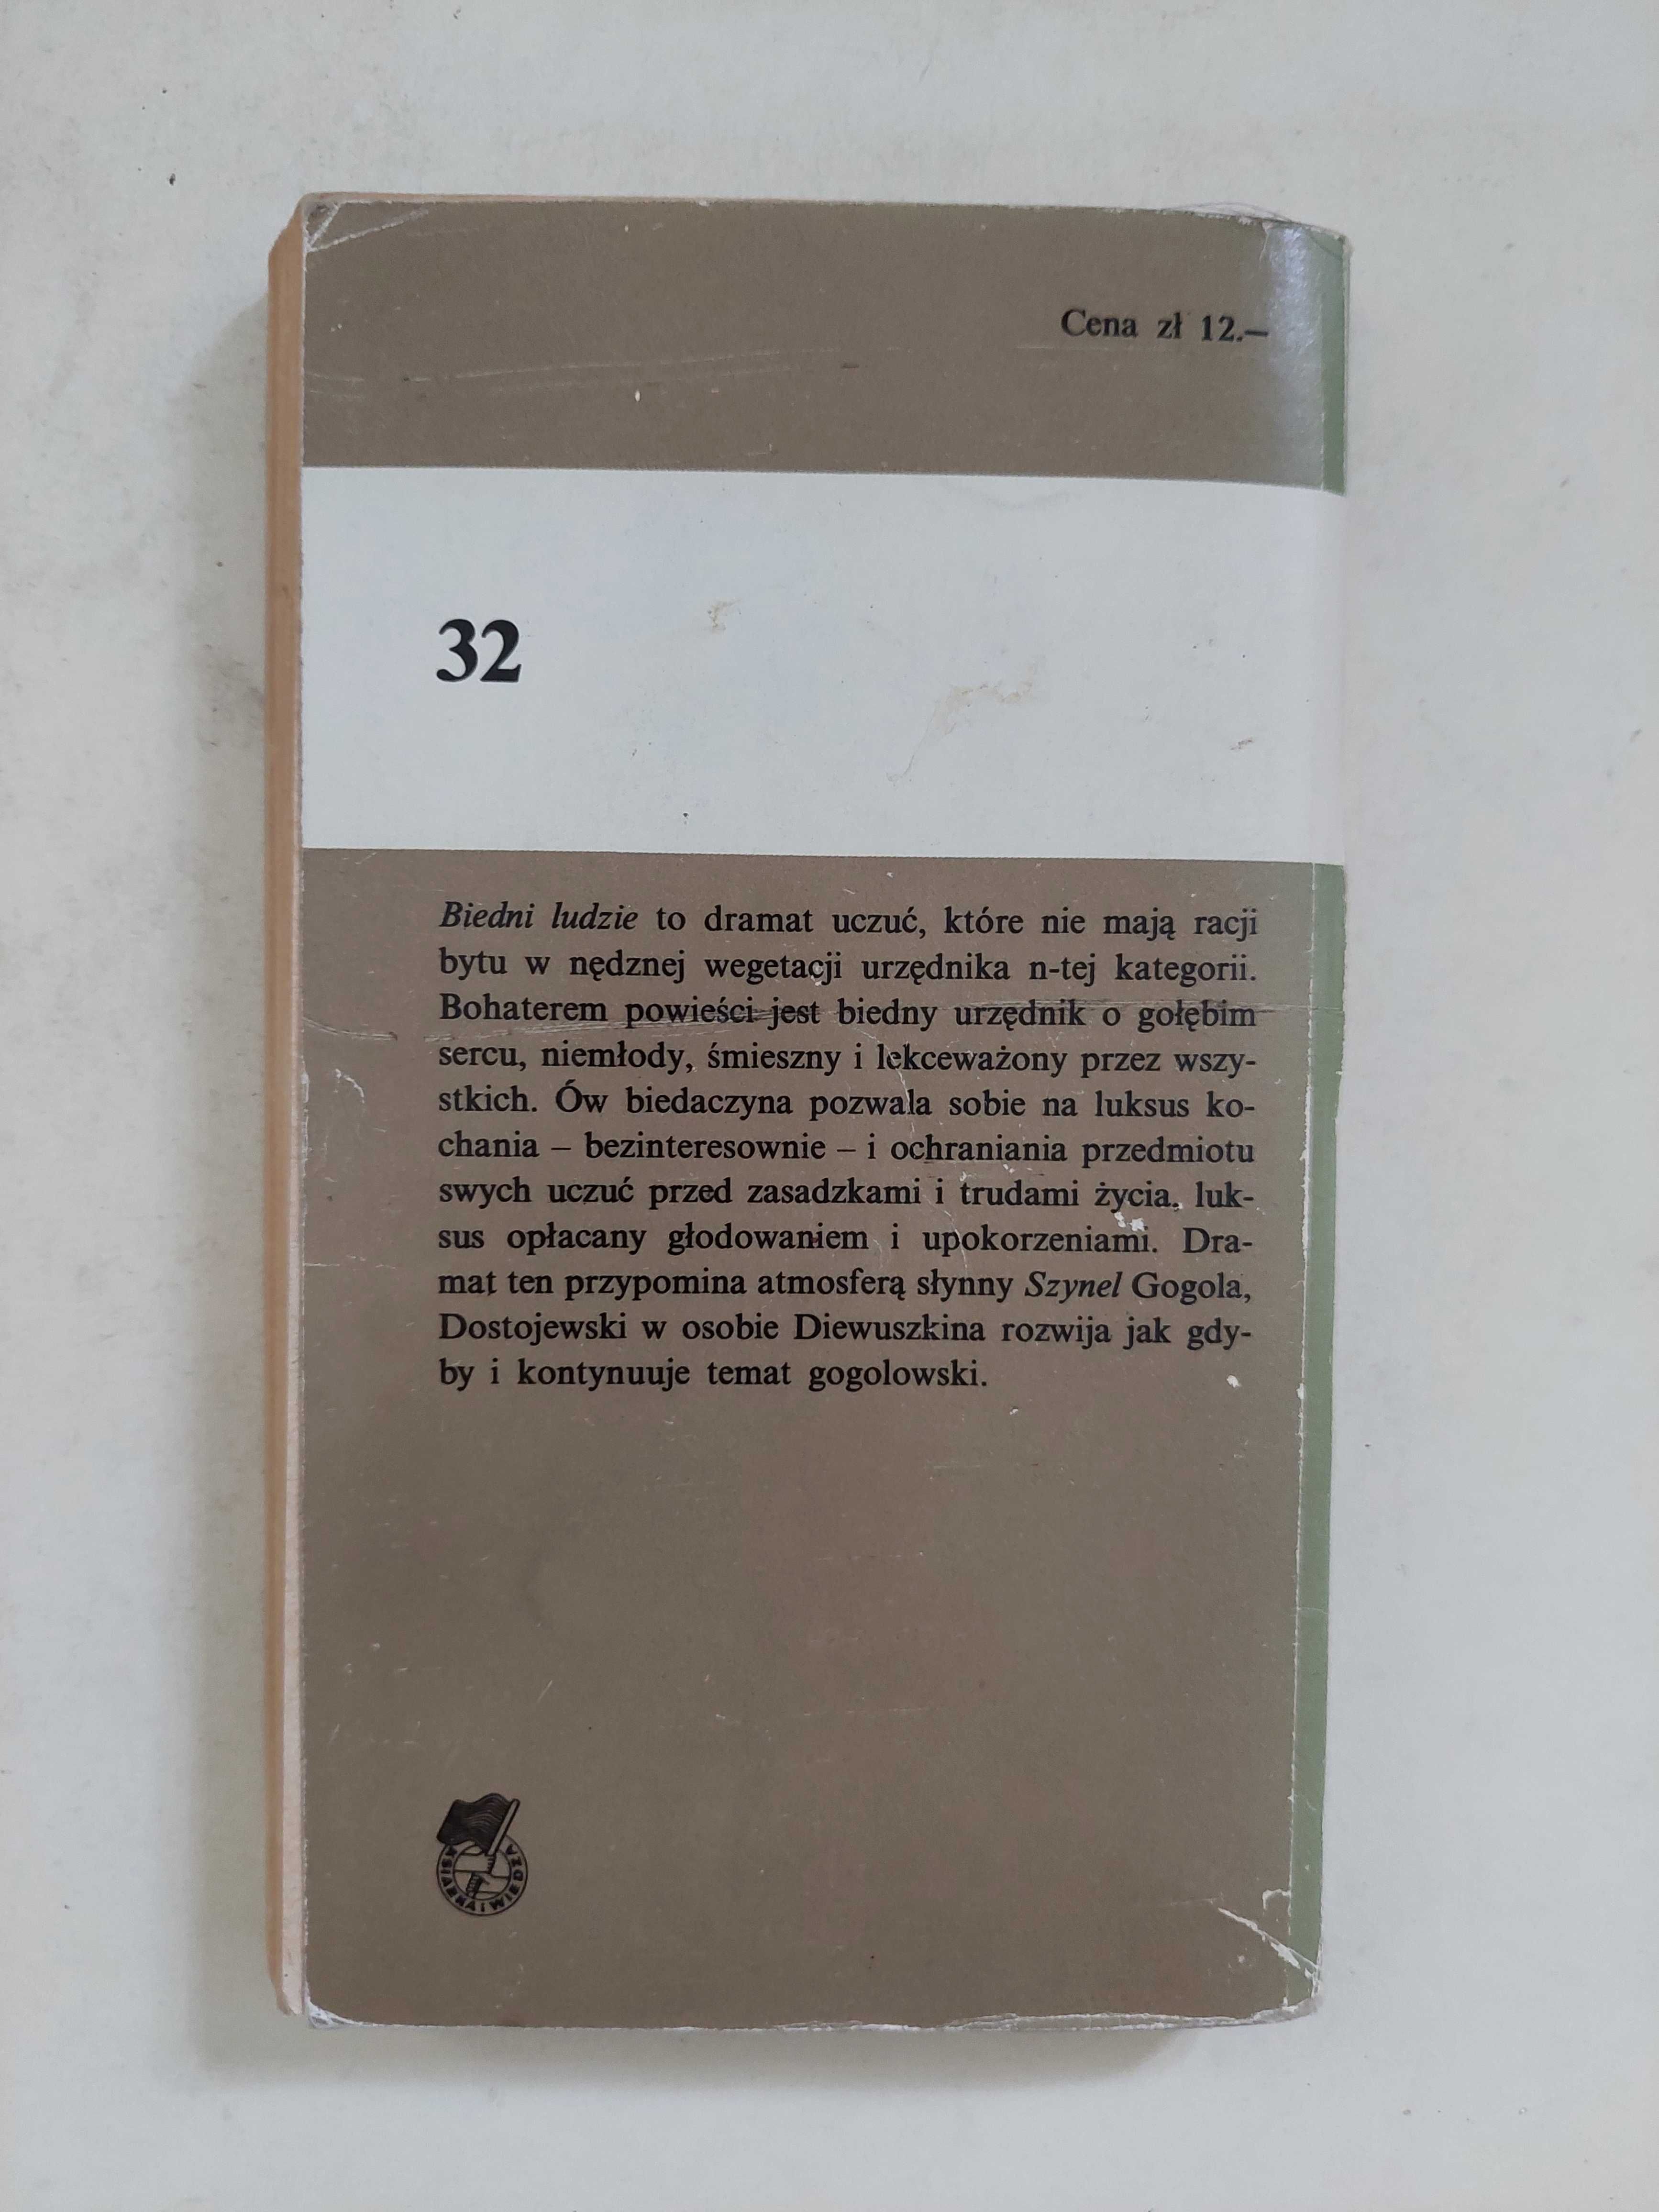 Cena zł 12.–
32
Biedni ludzie to dramat uczuć, które nie mają racji
bytu w nędznej wegetacji urzędnika n-tej kategorii.
Bohaterem powieści jest biedny urzędnik o gołębim
sercu, niemłody, śmieszny i lekceważony przez wszy-
stkich. Ów biedaczyna pozwala sobie na luksus ko-
chania – bezinteresownie – i ochraniania przedmiotu
swych uczuć przed zasadzkami i trudami życia, luk-
sus opłacany głodowaniem i upokorzeniami. Dra-
mat ten przypomina atmosferą słynny Szynel Gogola,
Dostojewski w osobie Diewuszkina rozwija jak gdy-
by i kontynuuje temat gogolowski.
KSIĄŻKA I WIEDZA